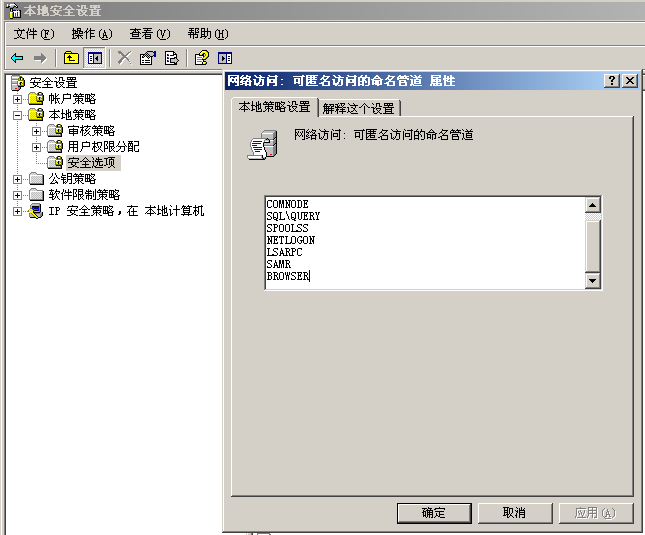 本地安全设置
文件(F) 操作(A) 查看(V) 帮助(H)
安全设置
帐户策略
本地策略
审核策略
用户权限分配
安全选项
公钥策略
软件限制策略
IP 安全策略，在 本地计算机
网络访问: 可匿名访问的命名管道 属性
本地策略设置 解释这个设置
网络访问: 可匿名访问的命名管道
COMNODE
SQL\QUERY
SPOOLSS
NETLOGON
LSARPC
SAMR
BROWSER
确定 取消 应用(A)